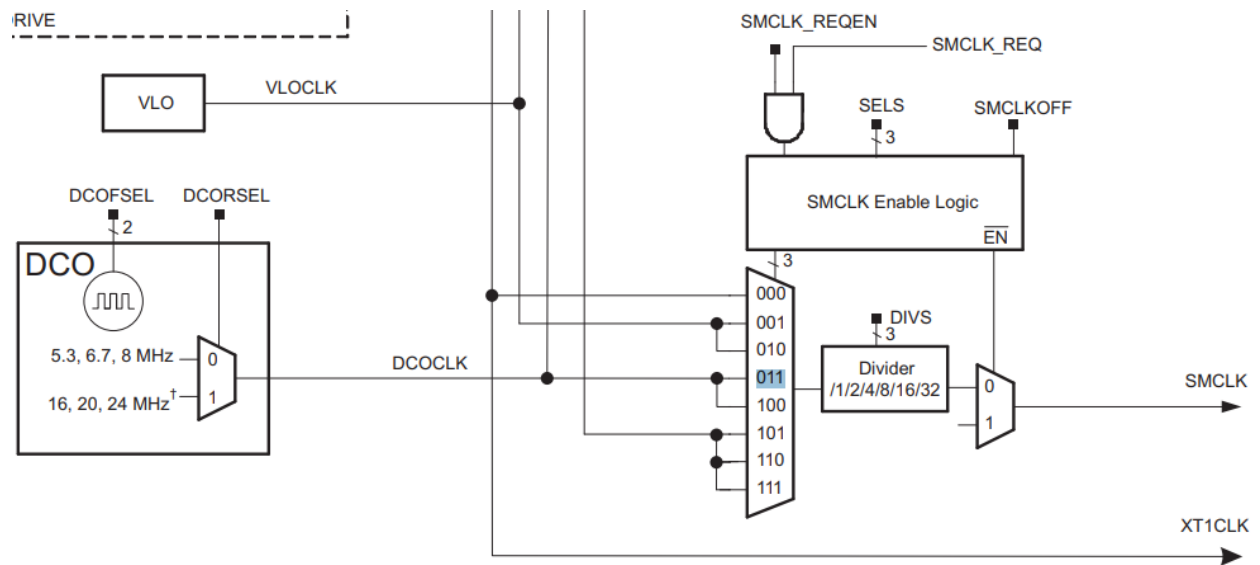 RIVE
SMCLK_REQEN
SMCLK_REQ
VLO
VLOCLK
SELS
SMCLKOFF
3
DCOFSEL
DCORSEL
2
SMCLK Enable Logic
EN
DCO
3
000
001
DIVS
010
3
5.3, 6.7, 8 MHz
0
DCOCLK
011
Divider
/1/2/4/8/16/32
0
SMCLK
16, 20, 24 MHz†
1
100
1
101
110
111
XT1CLK